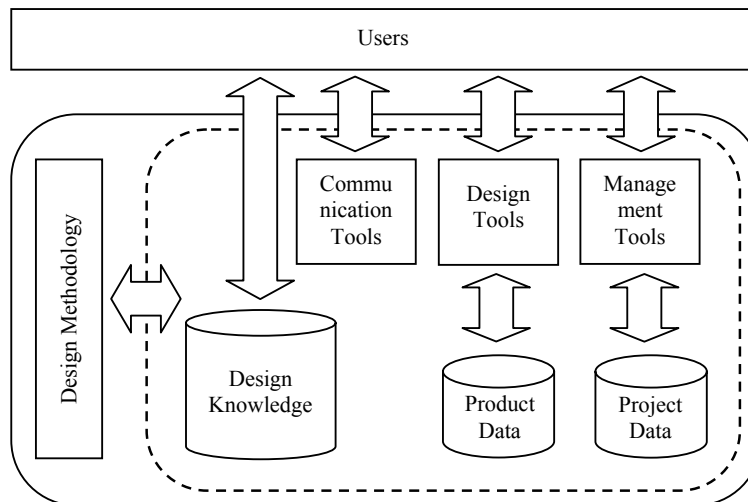 Users
Commu
nication
Tools
Design
Tools
Manage
ment
Tools
Design Methodology
Design
Knowledge
Product
Data
Project
Data